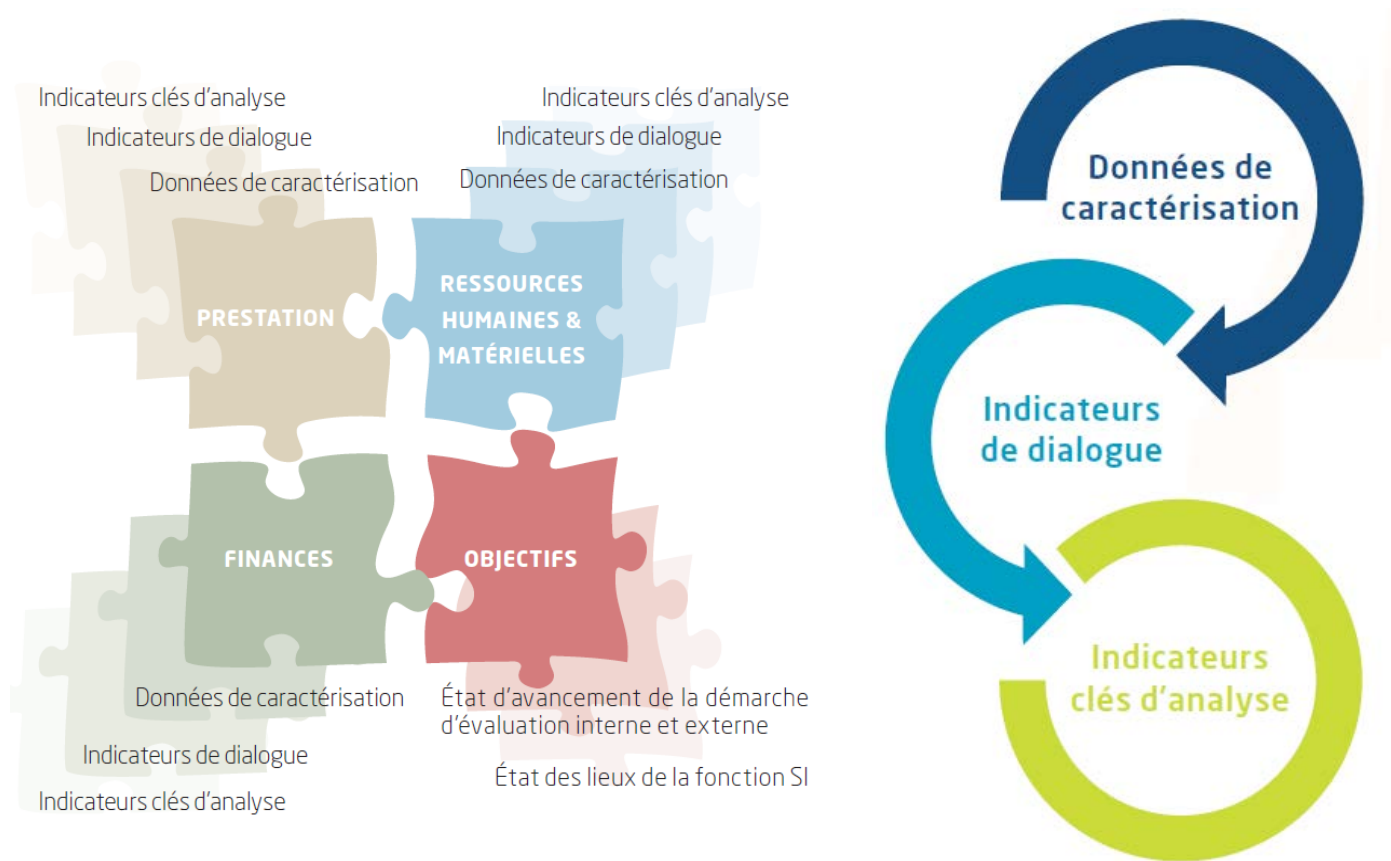 Indicateurs clés d'analyse
Indicateurs de dialogue
Données de caractérisation
Indicateurs clés d'analyse
Indicateurs de dialogue
Données de caractérisation
PRESTATION
RESSOURCES
HUMAINES &
MATÉRIELLES
FINANCES
OBJECTIFS
Données de caractérisation
Indicateurs de dialogue
Indicateurs clés d'analyse
État d'avancement de la démarche
d'évaluation interne et externe
État des lieux de la fonction SI
Données de
caractérisation
Indicateurs
de dialogue
Indicateurs
clés d'analyse